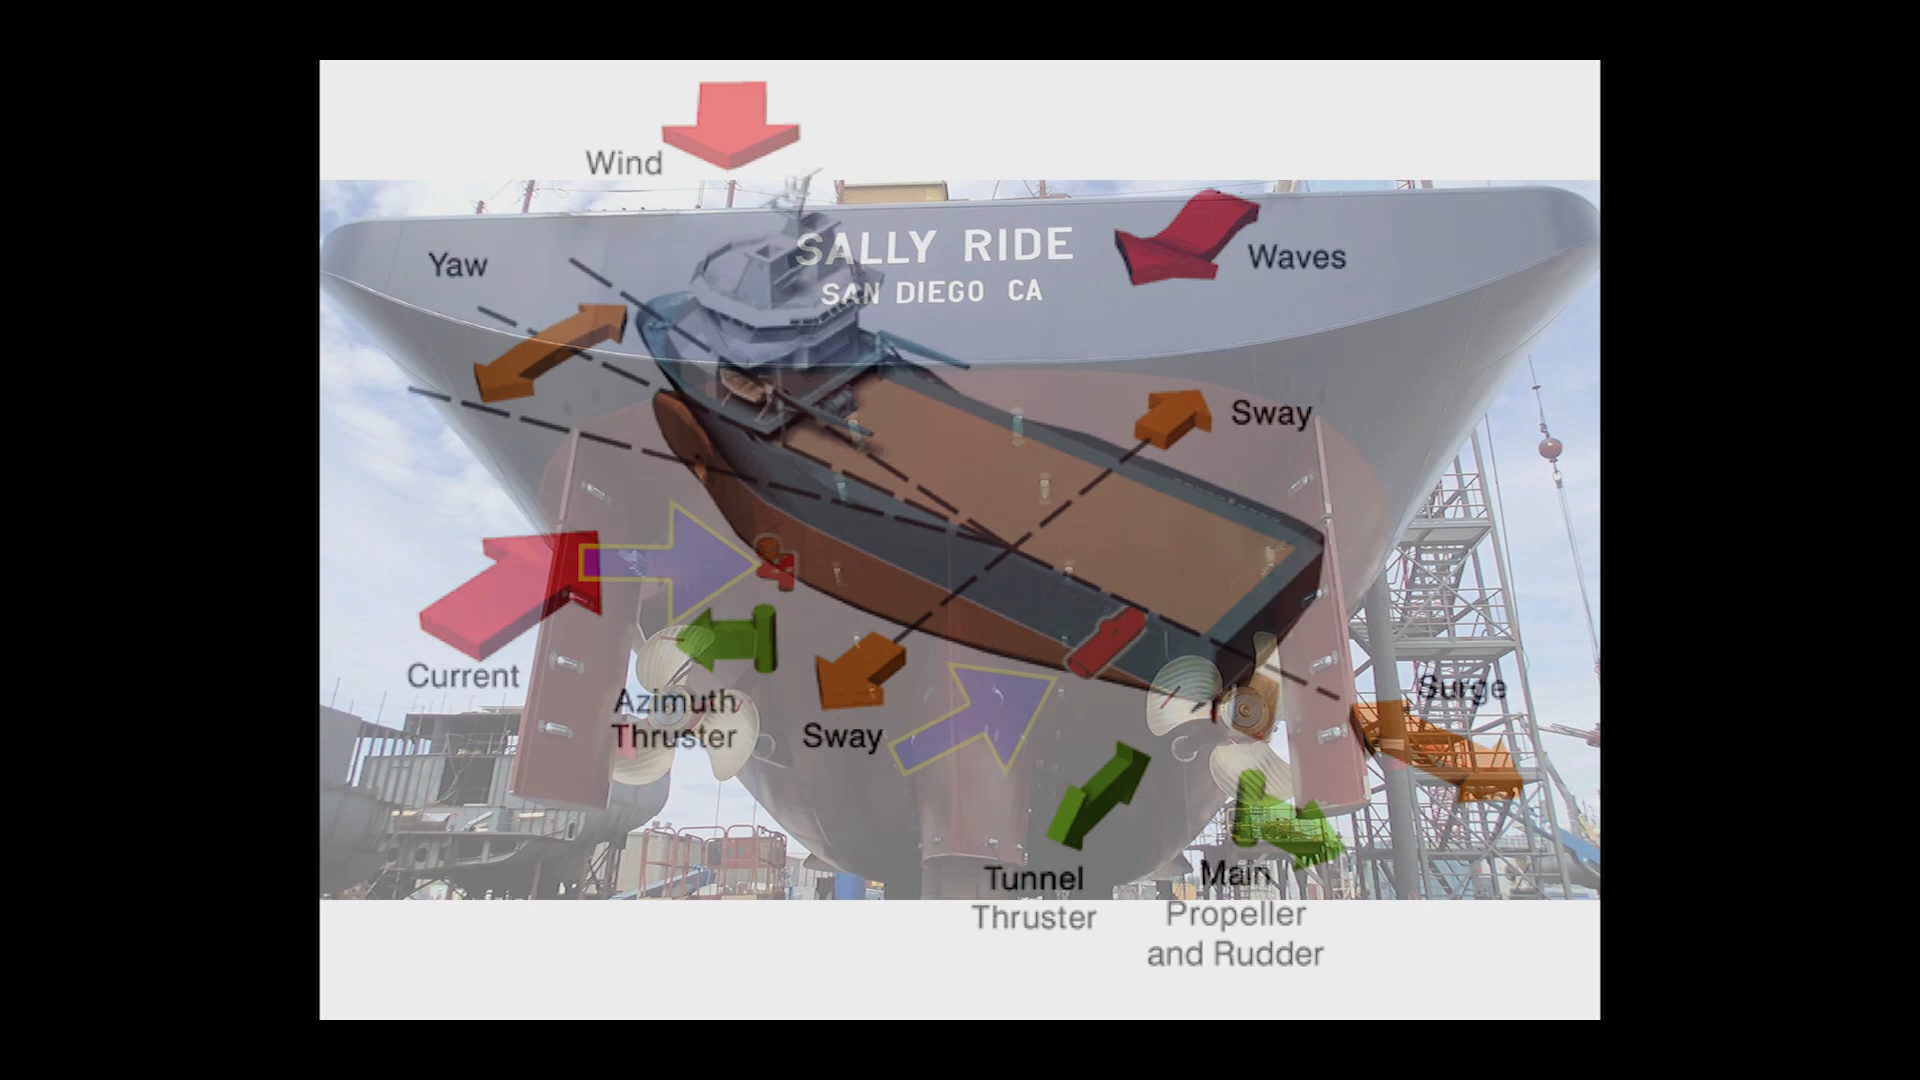 Wind
SALLY RIDE
SAN DIEGO CA
Waves
Yaw
Sway
Current
Azimuth
Thruster
Sway
Surge
Tunnel
Thruster
Main
Propeller
and Rudder